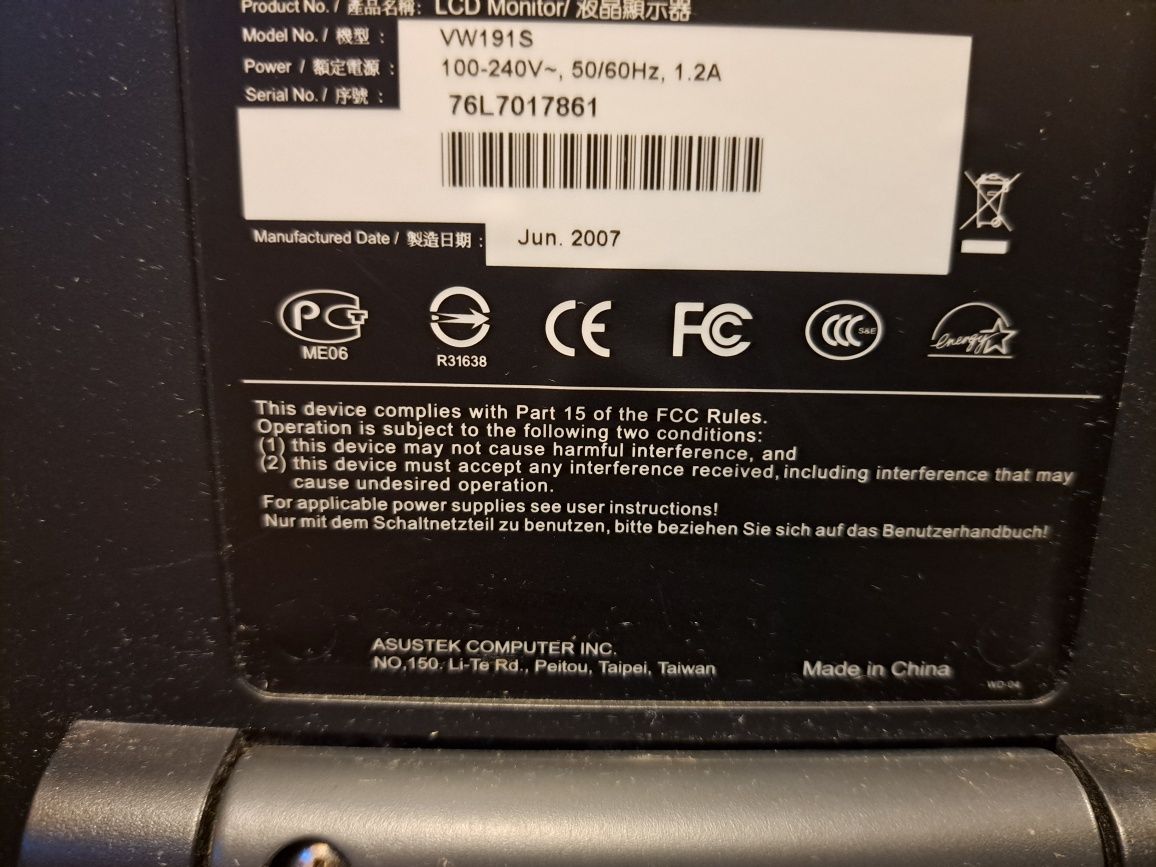 Product No. / 產品名稱: LCD Monitor/ 液晶顯示器
Model No. / 機型 : VW191S
Power / 額定電源 : 100-240V~, 50/60Hz, 1.2A
Serial No. / 序號 : 76L7017861
Manufactured Date / 製造日期 : Jun. 2007
PCT
ME06
R31638
CE
FC
CCC S&E
energy
This device complies with Part 15 of the FCC Rules.
Operation is subject to the following two conditions:
(1) this device may not cause harmful interference, and
(2) this device must accept any interference received, including interference that may
cause undesired operation.
For applicable power supplies see user instructions!
Nur mit dem Schaltnetzteil zu benutzen, bitte beziehen Sie sich auf das Benutzerhandbuch!
ASUSTEK COMPUTER INC.
NO,150. Li-Te Rd., Peitou, Taipei, Taiwan
Made in China
WD-04